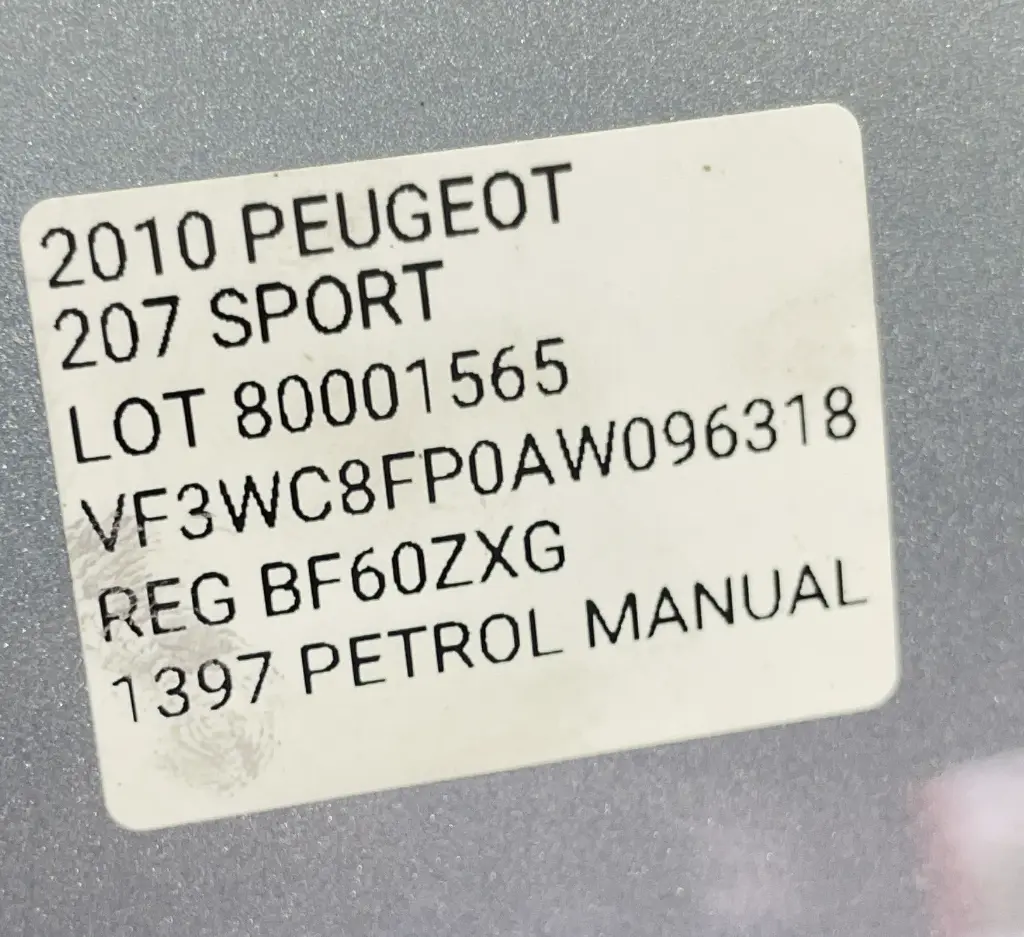 2010 PEUGEOT
207 SPORT
LOT 80001565
VF3WC8FP0AW096318
REG BF60ZXG
1397 PETROL MANUAL